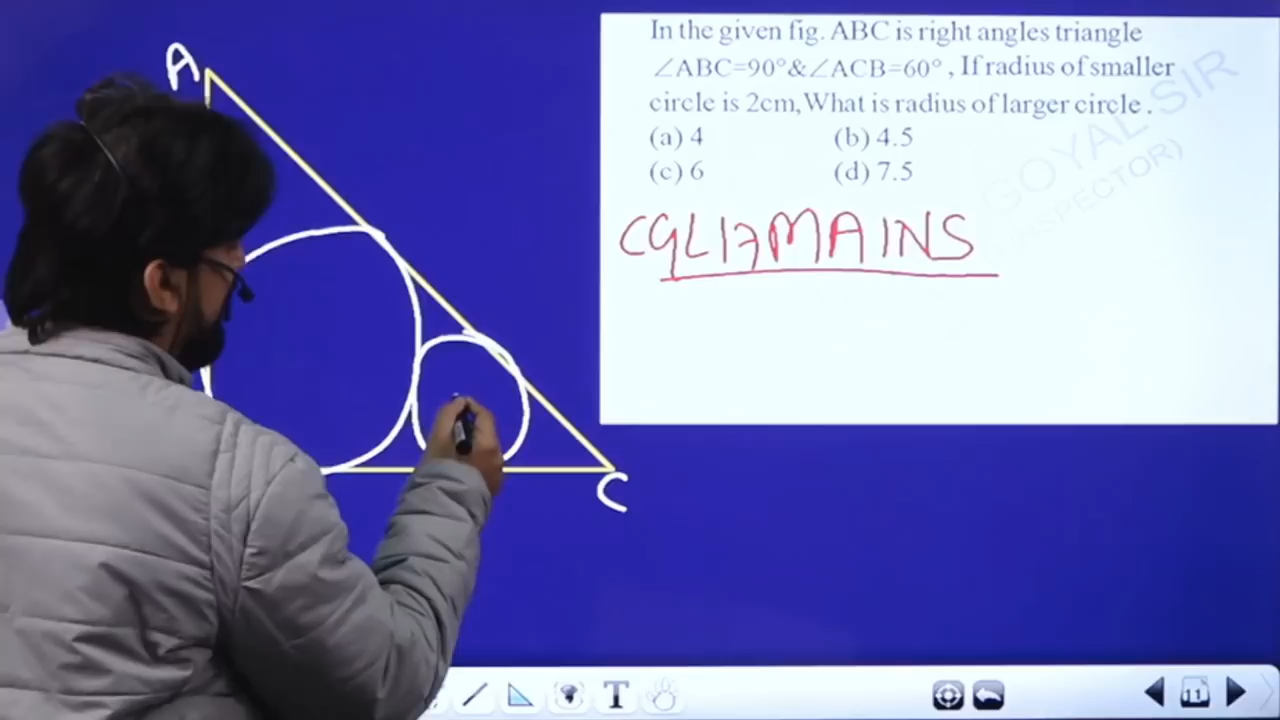 In the given fig. ABC is right angles triangle
∠ABC=90°&∠ACB=60° , If radius of smaller
circle is 2cm, What is radius of larger circle .
(a) 4 (b) 4.5
(c) 6 (d) 7.5
GOYAL SIR
CGL17MAINS
A
C
T
11